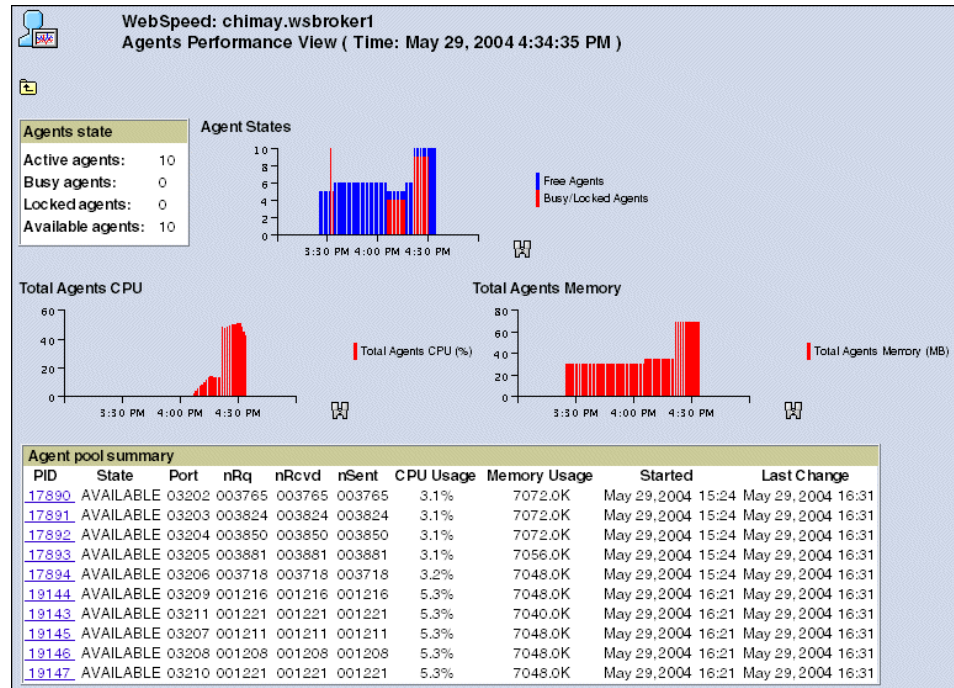 WebSpeed: chimay.wsbroker1
Agents Performance View ( Time: May 29, 2004 4:34:35 PM )
Agents state
Active agents: 10
Busy agents: 0
Locked agents: 0
Available agents: 10
Agent States
10
8
6
4
2
0
3:30 PM 4:00 PM 4:30 PM
Free Agents
Busy/Locked Agents
Total Agents CPU
60
40
20
0
3:30 PM 4:00 PM 4:30 PM
Total Agents CPU (%)
Total Agents Memory
80
60
40
20
0
3:30 PM 4:00 PM 4:30 PM
Total Agents Memory (MB)
Agent pool summary
PID State Port nRq nRcvd nSent CPU Usage Memory Usage Started Last Change
17890 AVAILABLE 03202 003765 003765 003765 3.1% 7072.0K May 29,2004 15:24 May 29,2004 16:31
17891 AVAILABLE 03203 003824 003824 003824 3.1% 7072.0K May 29,2004 15:24 May 29,2004 16:31
17892 AVAILABLE 03204 003850 003850 003850 3.1% 7072.0K May 29,2004 15:24 May 29,2004 16:31
17893 AVAILABLE 03205 003881 003881 003881 3.1% 7056.0K May 29,2004 15:24 May 29,2004 16:31
17894 AVAILABLE 03206 003718 003718 003718 3.2% 7048.0K May 29,2004 15:24 May 29,2004 16:31
19144 AVAILABLE 03209 001216 001216 001216 5.3% 7048.0K May 29,2004 16:21 May 29,2004 16:31
19143 AVAILABLE 03211 001221 001221 001221 5.3% 7040.0K May 29,2004 16:21 May 29,2004 16:31
19145 AVAILABLE 03207 001211 001211 001211 5.3% 7048.0K May 29,2004 16:21 May 29,2004 16:31
19146 AVAILABLE 03208 001208 001208 001208 5.3% 7048.0K May 29,2004 16:21 May 29,2004 16:31
19147 AVAILABLE 03210 001221 001221 001221 5.3% 7048.0K May 29,2004 16:21 May 29,2004 16:31